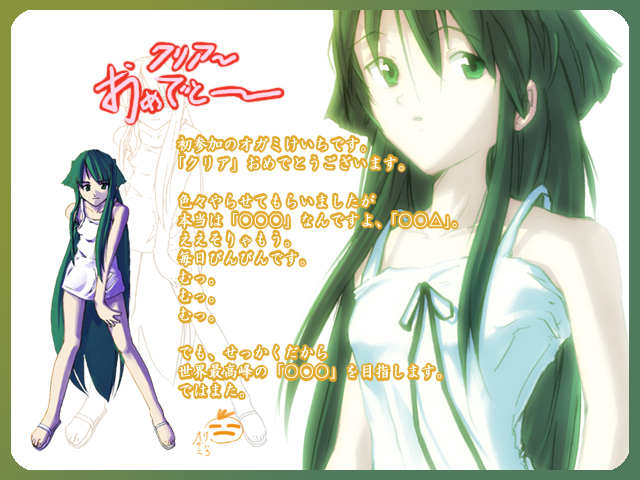 クリア～
おめでとー
初参加のオガミけいちです。
「クリア」おめでとうございます。
色々やらせてもらいましたが
本当は「○○○」なんですよ、「○○△」。
ええそりゃもう。
毎日びんびんです。
むっ。
むっ。
むっ。
でも、せっかくだから
世界最高峰の「○○○」を目指します。
ではまた。